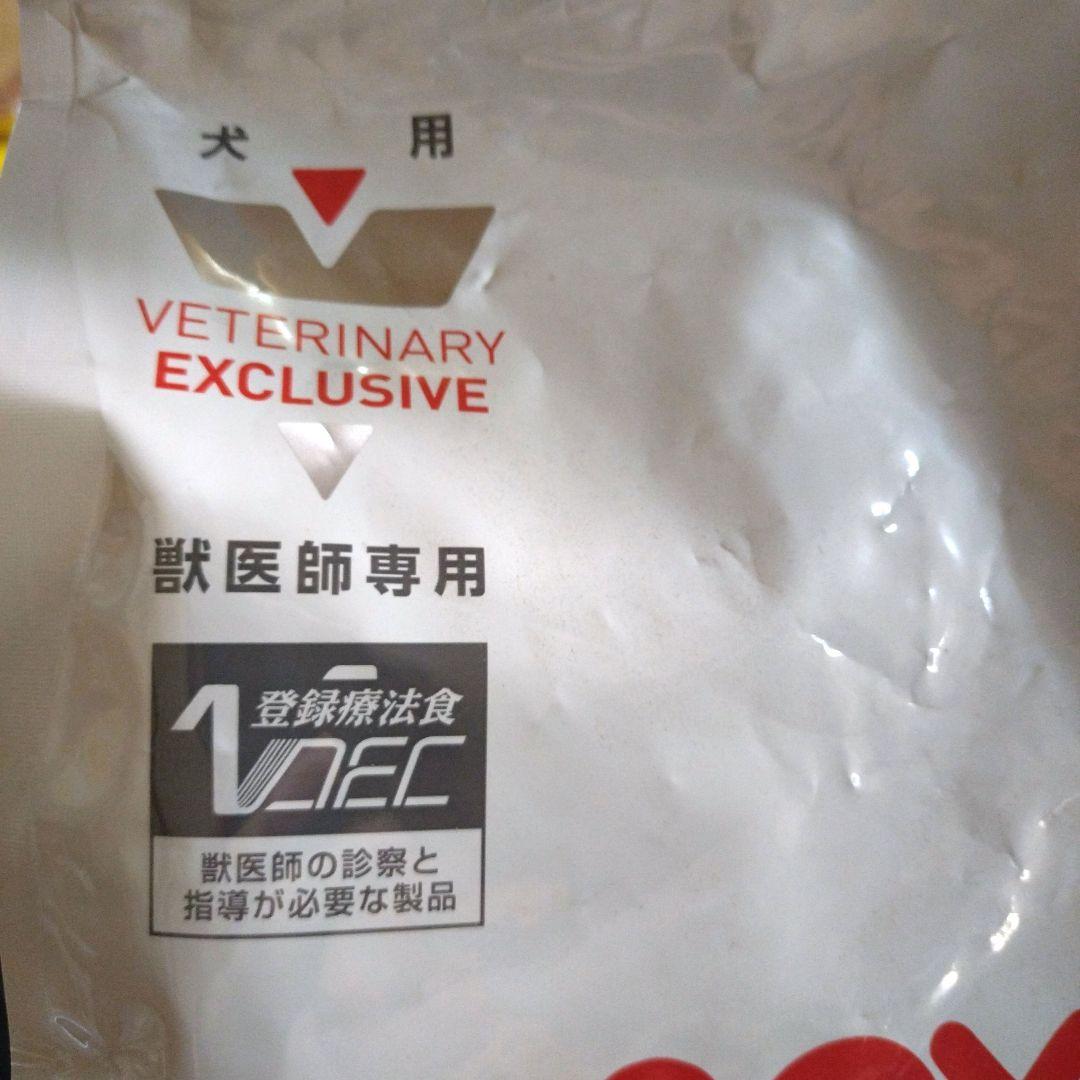 犬 用
VETERINARY
EXCLUSIVE
獣医師専用
登録療法食
VDEC
獣医師の診察と
指導が必要な製品